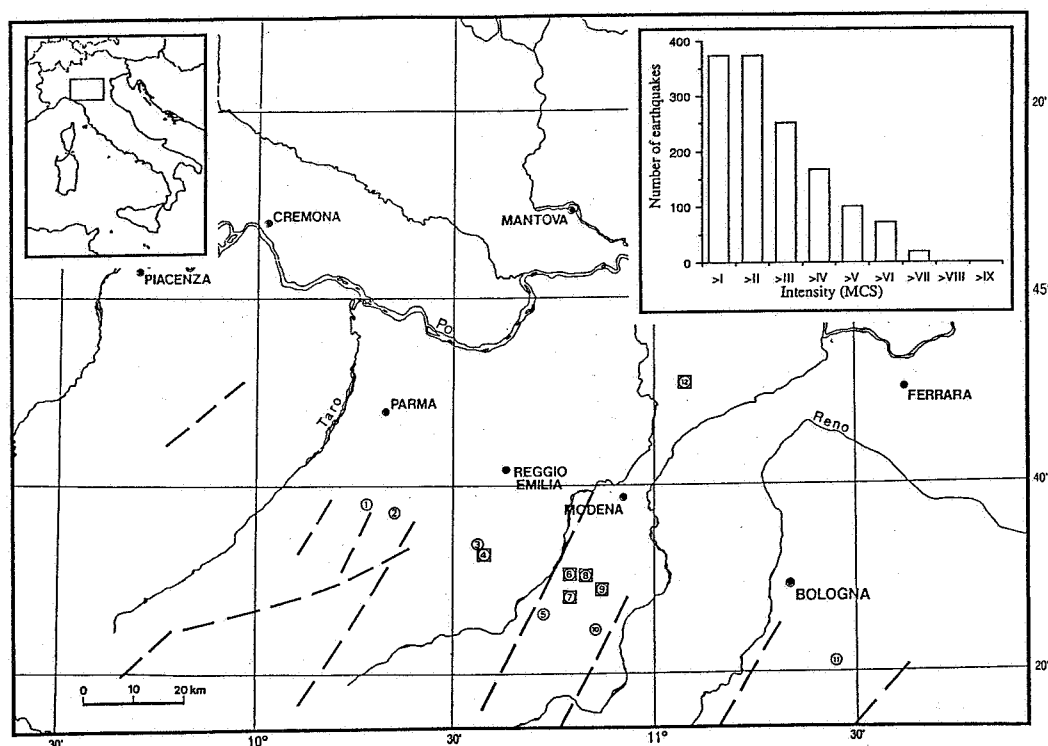 400
300
200
100
0
Number of earthquakes
>I >II >III >IV >V >VI >VII >VIII >IX
Intensity (MCS)
20'
CREMONA
MANTOVA
PIACENZA
45°
Po
Taro
PARMA
12
FERRARA
Reno
REGGIO
EMILIA
40'
MODENA
1
2
3
4
6
8
9
7
5
10
BOLOGNA
11
20'
0 10 20 km
30' 10° 30' 11° 30'